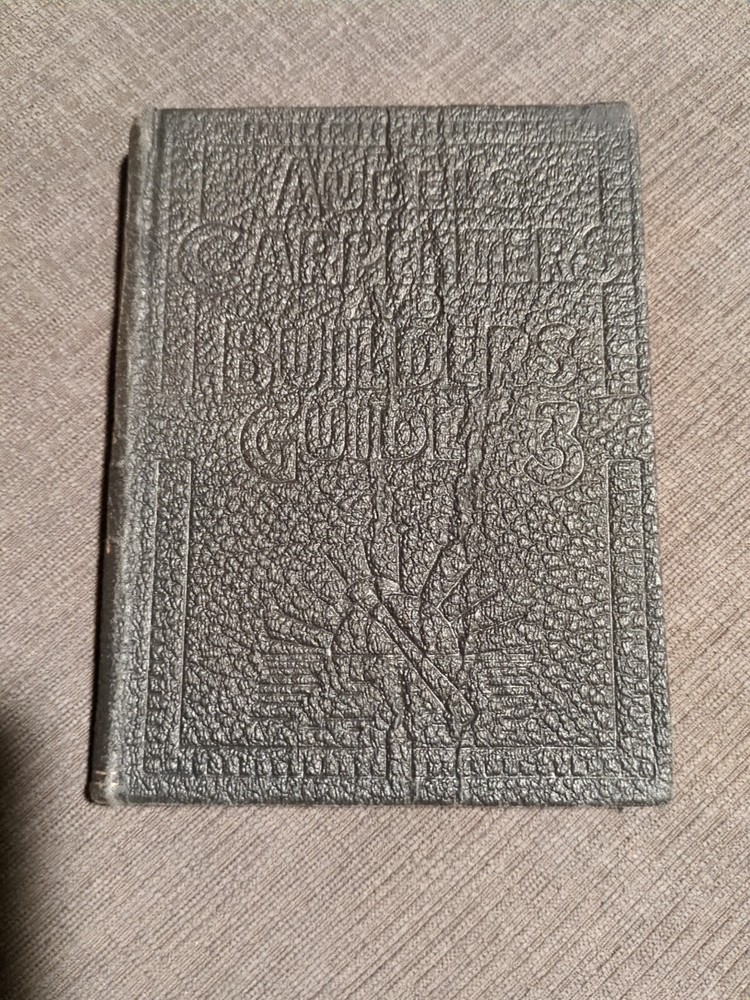 AUDELS
CARPENTERS
AND
BUILDERS
GUIDE 3